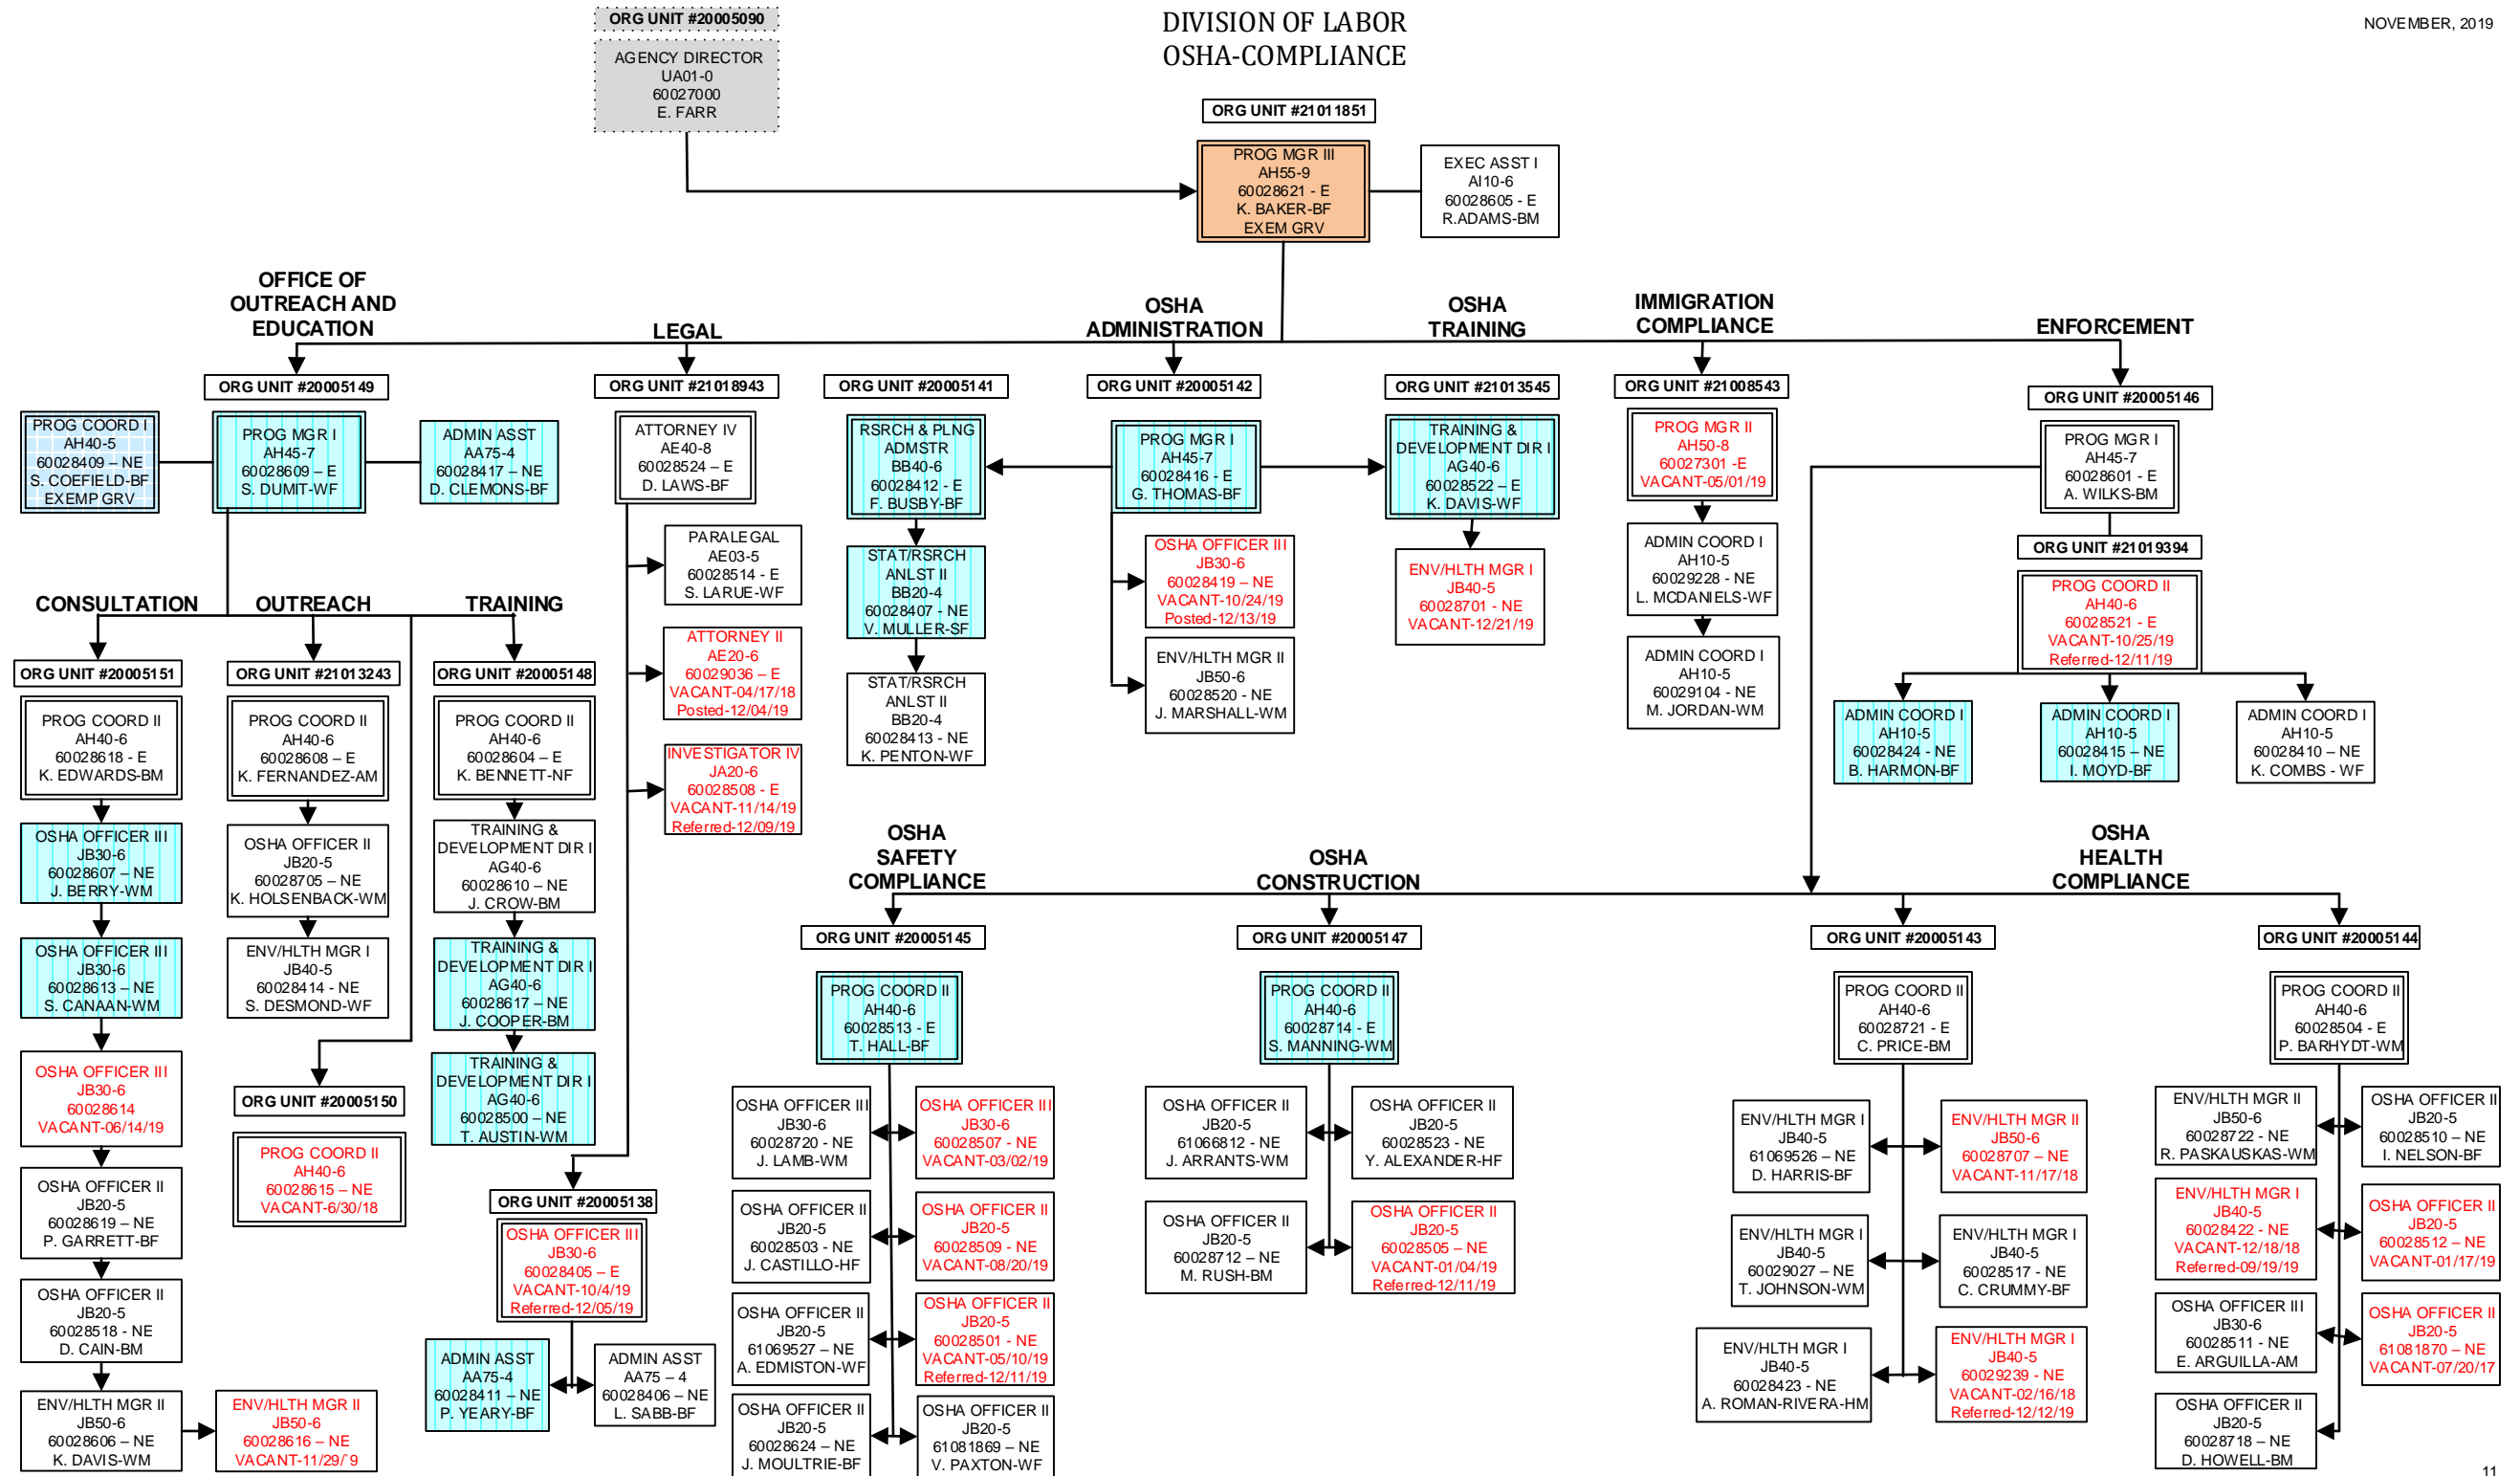 ORG UNIT #20005090
AGENCY DIRECTOR
UA01-0
60027000
E. FARR
DIVISION OF LABOR
OSHA-COMPLIANCE
NOVEMBER, 2019
ORG UNIT #21011851
PROG MGR III
AH55-9
60028621 - E
K. BAKER-BF
EXEM GRV
EXEC ASST I
AI10-6
60028605 - E
R.ADAMS-BM
OFFICE OF
OUTREACH AND
EDUCATION
LEGAL
OSHA
ADMINISTRATION
OSHA
TRAINING
IMMIGRATION
COMPLIANCE
ENFORCEMENT
ORG UNIT #20005149
PROG COORD I
AH40-5
60028409 – NE
S. COEFIELD-BF
EXEMP GRV
PROG MGR I
AH45-7
60028609 – E
S. DUMIT-WF
ADMIN ASST
AA75-4
60028417 – NE
D. CLEMONS-BF
ORG UNIT #21018943
ATTORNEY IV
AE40-8
60028524 – E
D. LAWS-BF
PARALEGAL
AE03-5
60028514 - E
S. LARUE-WF
ATTORNEY II
AE20-6
60029036 – E
VACANT-04/17/18
Posted-12/04/19
INVESTIGATOR IV
JA20-6
60028508 - E
VACANT-11/14/19
Referred-12/09/19
ORG UNIT #20005141
RSRCH & PLNG
ADMSTR
BB40-6
60028412 - E
F. BUSBY-BF
STAT/RSRCH
ANLST II
BB20-4
60028407 - NE
V. MULLER-SF
STAT/RSRCH
ANLST II
BB20-4
60028413 - NE
K. PENTON-WF
ORG UNIT #20005142
PROG MGR I
AH45-7
60028416 - E
G. THOMAS-BF
OSHA OFFICER III
JB30-6
60028419 – NE
VACANT-10/24/19
Posted-12/13/19
ENV/HLTH MGR II
JB50-6
60028520 - NE
J. MARSHALL-WM
ORG UNIT #21013545
TRAINING &
DEVELOPMENT DIR I
AG40-6
60028522 – E
K. DAVIS-WF
ENV/HLTH MGR I
JB40-5
60028701 - NE
VACANT-12/21/19
ORG UNIT #21008543
PROG MGR II
AH50-8
60027301 -E
VACANT-05/01/19
ADMIN COORD I
AH10-5
60029228 - NE
L. MCDANIELS-WF
ADMIN COORD I
AH10-5
60029104 - NE
M. JORDAN-WM
ORG UNIT #20005146
PROG MGR I
AH45-7
60028601 - E
A. WILKS-BM
ORG UNIT #21019394
PROG COORD II
AH40-6
60028521 - E
VACANT-10/25/19
Referred-12/11/19
ADMIN COORD I
AH10-5
60028424 - NE
B. HARMON-BF
ADMIN COORD I
AH10-5
60028415 – NE
I. MOYD-BF
ADMIN COORD I
AH10-5
60028410 – NE
K. COMBS - WF
CONSULTATION
OUTREACH
TRAINING
ORG UNIT #20005151
PROG COORD II
AH40-6
60028618 - E
K. EDWARDS-BM
OSHA OFFICER III
JB30-6
60028607 – NE
J. BERRY-WM
OSHA OFFICER III
JB30-6
60028613 – NE
S. CANAAN-WM
OSHA OFFICER III
JB30-6
60028614
VACANT-06/14/19
OSHA OFFICER II
JB20-5
60028619 – NE
P. GARRETT-BF
OSHA OFFICER II
JB20-5
60028518 - NE
D. CAIN-BM
ENV/HLTH MGR II
JB50-6
60028606 – NE
K. DAVIS-WM
ENV/HLTH MGR II
JB50-6
60028616 – NE
VACANT-11/29/`9
ORG UNIT #21013243
PROG COORD II
AH40-6
60028608 – E
K. FERNANDEZ-AM
OSHA OFFICER II
JB20-5
60028705 – NE
K. HOLSENBACK-WM
ENV/HLTH MGR I
JB40-5
60028414 - NE
S. DESMOND-WF
ORG UNIT #20005150
PROG COORD II
AH40-6
60028615 – NE
VACANT-6/30/18
ORG UNIT #20005148
PROG COORD II
AH40-6
60028604 – E
K. BENNETT-NF
TRAINING &
DEVELOPMENT DIR I
AG40-6
60028610 – NE
J. CROW-BM
TRAINING &
DEVELOPMENT DIR I
AG40-6
60028617 – NE
J. COOPER-BM
TRAINING &
DEVELOPMENT DIR I
AG40-6
60028500 – NE
T. AUSTIN-WM
ORG UNIT #20005138
OSHA OFFICER III
JB30-6
60028405 – E
VACANT-10/4/19
Referred-12/05/19
ADMIN ASST
AA75-4
60028411 – NE
P. YEARY-BF
ADMIN ASST
AA75 – 4
60028406 – NE
L. SABB-BF
OSHA
SAFETY
COMPLIANCE
OSHA
CONSTRUCTION
OSHA
HEALTH
COMPLIANCE
ORG UNIT #20005145
PROG COORD II
AH40-6
60028513 - E
T. HALL-BF
OSHA OFFICER III
JB30-6
60028720 - NE
J. LAMB-WM
OSHA OFFICER III
JB30-6
60028507 - NE
VACANT-03/02/19
OSHA OFFICER II
JB20-5
60028503 - NE
J. CASTILLO-HF
OSHA OFFICER II
JB20-5
60028509 - NE
VACANT-08/20/19
OSHA OFFICER II
JB20-5
61069527 – NE
A. EDMISTON-WF
OSHA OFFICER II
JB20-5
60028501 - NE
VACANT-05/10/19
Referred-12/11/19
OSHA OFFICER II
JB20-5
60028624 – NE
J. MOULTRIE-BF
OSHA OFFICER II
JB20-5
61081869 – NE
V. PAXTON-WF
ORG UNIT #20005147
PROG COORD II
AH40-6
60028714 - E
S. MANNING-WM
OSHA OFFICER II
JB20-5
61066812 – NE
J. ARRANTS-WM
OSHA OFFICER II
JB20-5
60028523 – NE
Y. ALEXANDER-HF
OSHA OFFICER II
JB20-5
60028712 – NE
M. RUSH-BM
OSHA OFFICER II
JB20-5
60028505 – NE
VACANT-01/04/19
Referred-12/11/19
ORG UNIT #20005143
PROG COORD II
AH40-6
60028721 - E
C. PRICE-BM
ENV/HLTH MGR I
JB40-5
61069526 – NE
D. HARRIS-BF
ENV/HLTH MGR II
JB50-6
60028707 – NE
VACANT-11/17/18
ENV/HLTH MGR I
JB40-5
60029027 – NE
T. JOHNSON-WM
ENV/HLTH MGR I
JB40-5
60028517 - NE
C. CRUMMY-BF
ENV/HLTH MGR I
JB40-5
60028423 - NE
A. ROMAN-RIVERA-HM
ENV/HLTH MGR I
JB40-5
60029239 - NE
VACANT-02/16/18
Referred-12/12/19
ORG UNIT #20005144
PROG COORD II
AH40-6
60028504 - E
P. BARHYDT-WM
ENV/HLTH MGR II
JB50-6
60028722 - NE
R. PASKAUSKAS-WM
OSHA OFFICER II
JB20-5
60028510 – NE
I. NELSON-BF
ENV/HLTH MGR I
JB40-5
60028422 - NE
VACANT-12/18/18
Referred-09/19/19
OSHA OFFICER II
JB20-5
60028512 – NE
VACANT-01/17/19
OSHA OFFICER III
JB30-6
60028511 - NE
E. ARGUILLA-AM
OSHA OFFICER II
JB20-5
61081870 – NE
VACANT-07/20/17
OSHA OFFICER II
JB20-5
60028718 – NE
D. HOWELL-BM
11